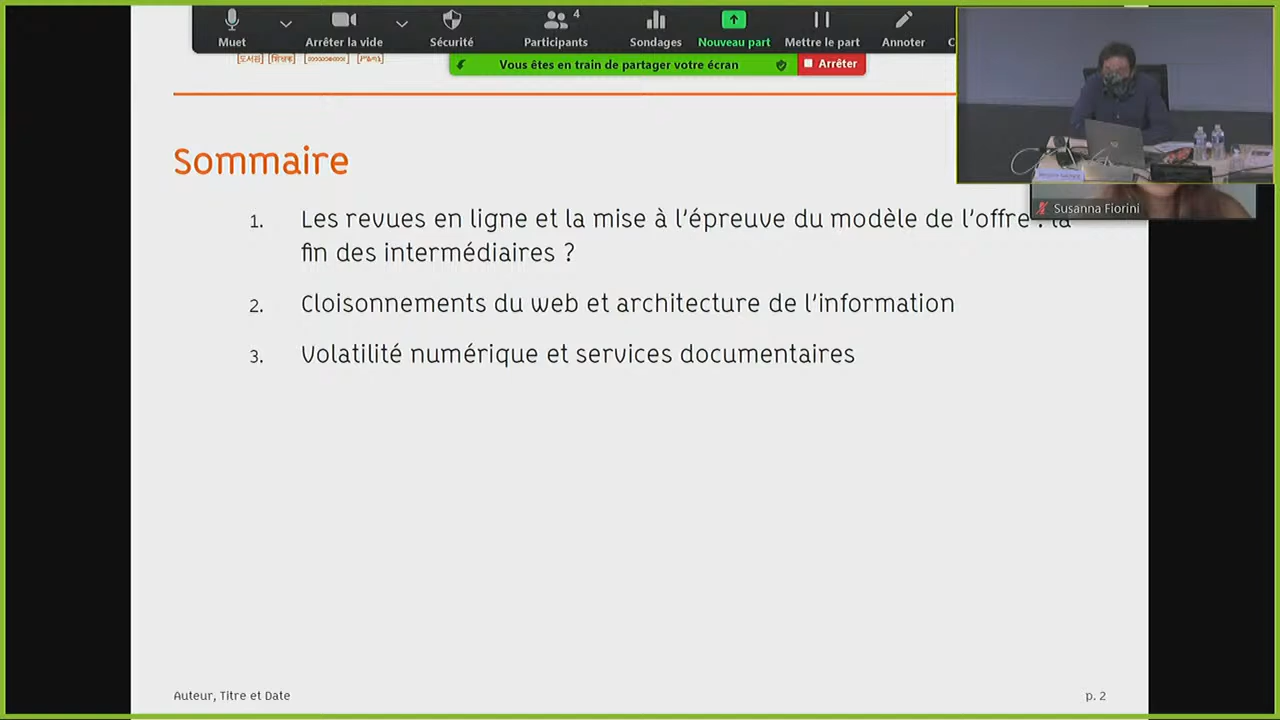 4
Muet
Arrêter la vide
Sécurité
Participants
Sondages
Nouveau part
Mettre le part
Annoter
C
Vous êtes en train de partager votre écran
Arrêter
Susanna Fiorini
Sommaire
1. Les revues en ligne et la mise à l'épreuve du modèle de l'offre : la
fin des intermédiaires ?
2. Cloisonnements du web et architecture de l'information
3. Volatilité numérique et services documentaires
Auteur, Titre et Date
p. 2